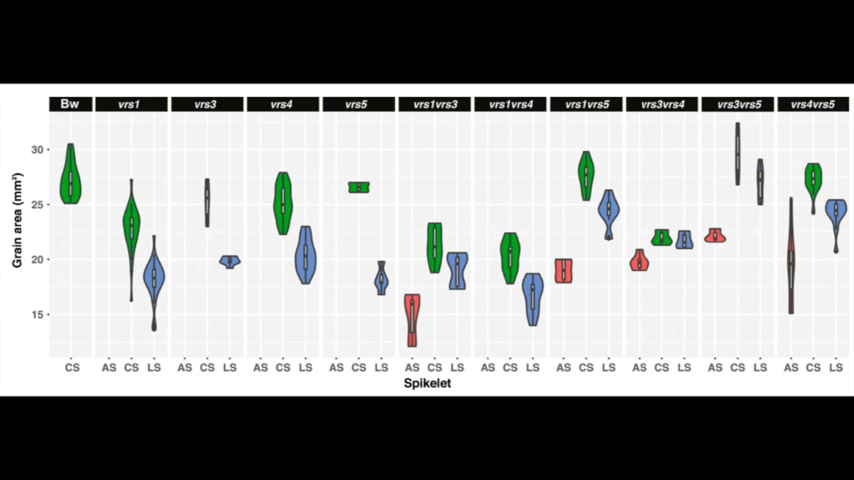 Bw vrs1 vrs3 vrs4 vrs5 vrs1vrs3 vrs1vrs4 vrs1vrs5 vrs3vrs4 vrs3vrs5 vrs4vrs5
Grain area (mm²)
30
25
20
15
CS AS CS LS AS CS LS AS CS LS AS CS LS AS CS LS AS CS LS AS CS LS AS CS LS AS CS LS AS CS LS
Spikelet